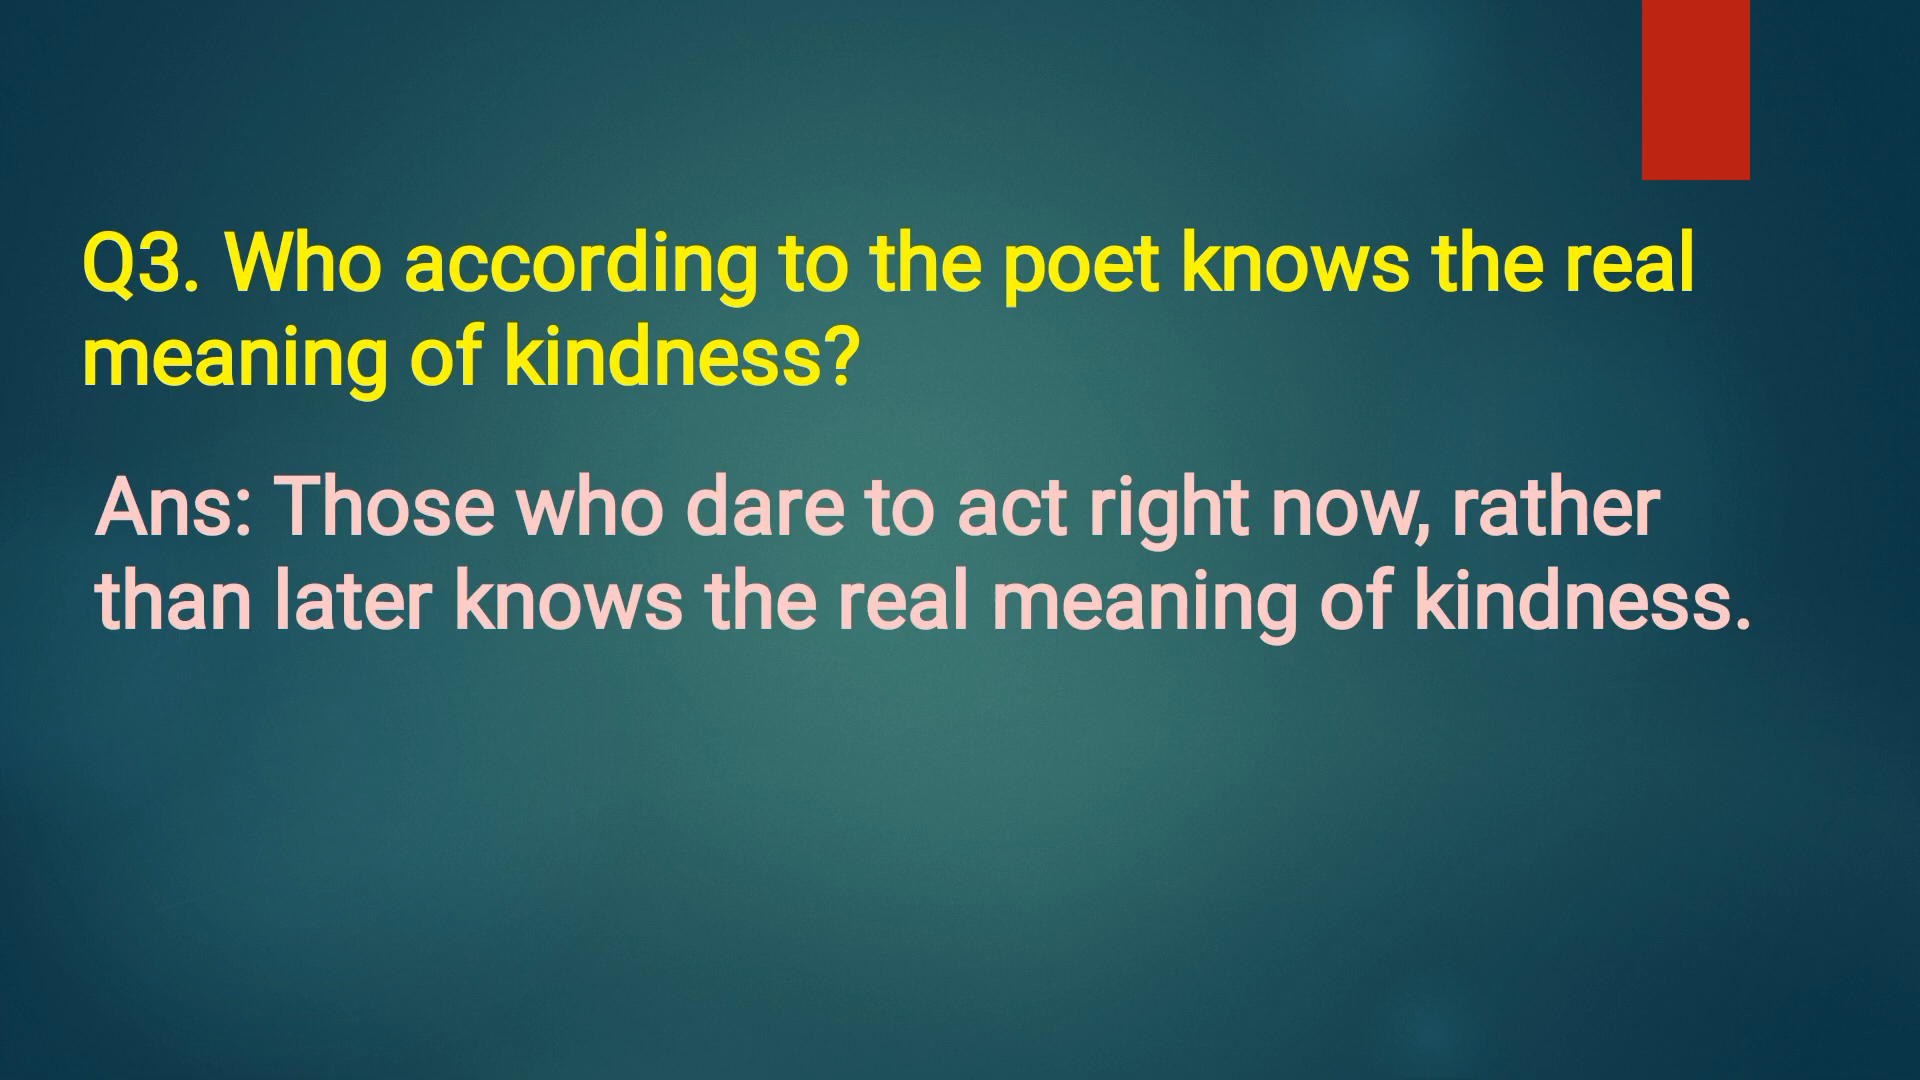 Q3. Who according to the poet knows the real
meaning of kindness?
Ans: Those who dare to act right now, rather
than later knows the real meaning of kindness.